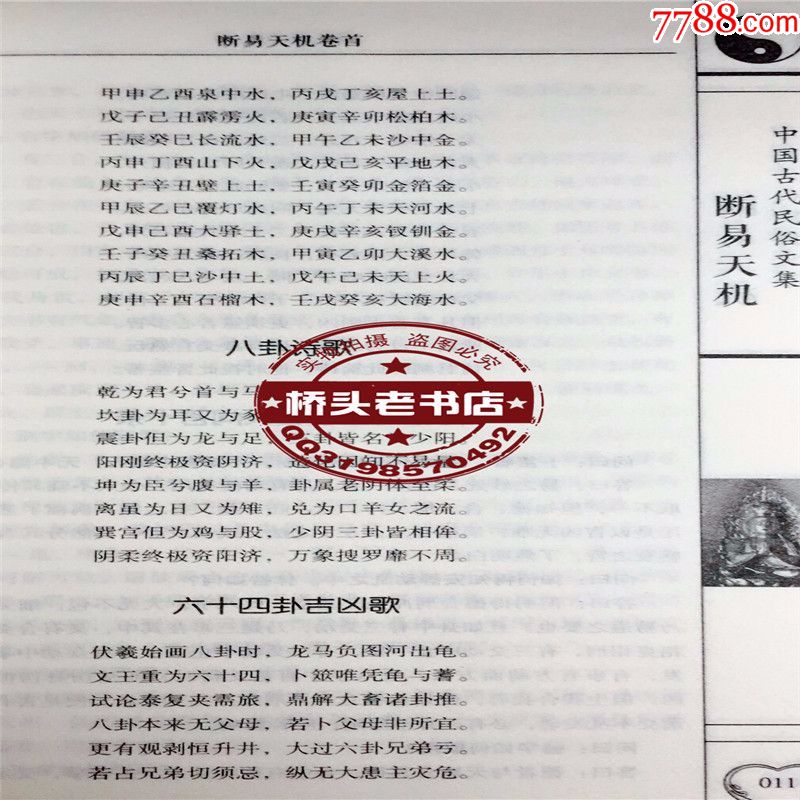 7788.com
断易天机卷首
甲申乙酉泉中水，丙戌丁亥屋上土。
戊子己丑霹雳火，庚寅辛卯松柏木。
壬辰癸巳长流水，甲午乙未沙中金。
丙申丁酉山下火，戊戌己亥平地木。
庚子辛丑壁上土，壬寅癸卯金箔金。
甲辰乙巳覆灯火，丙午丁未天河水。
戊申己酉大驿土，庚戌辛亥钗钏金。
壬子癸丑桑拓木，甲寅乙卯大溪水。
丙辰丁巳沙中土，戊午己未天上火。
庚申辛酉石榴木，壬戌癸亥大海水。
八卦诗歌
乾为君兮首与马
坎卦为耳又为豕
震卦但为龙与足，卦皆名少阳。
阳刚终极资阴济，
坤为臣兮腹与羊，卦属老阴体至柔。
离虽为日又为雉，兑为口羊女之流。
巽宫但为鸡与股，少阴三卦皆相侔。
阴柔终极资阳济，万象搜罗靡不周。
六十四卦吉凶歌
伏羲始画八卦时，龙马负图河出龟。
文王重为六十四，卜筮唯凭龟与蓍。
试论泰复夹需旅，鼎解大畜诸卦推。
八卦本来无父母，若卜父母非所宜。
更有观剥恒升井，大过六卦兄弟亏。
若占兄弟切须忌，纵无大患主灾危。
实物拍摄 盗图必究
桥头老书店
QQ3198570492
中国古代民俗文集
断易天机
011